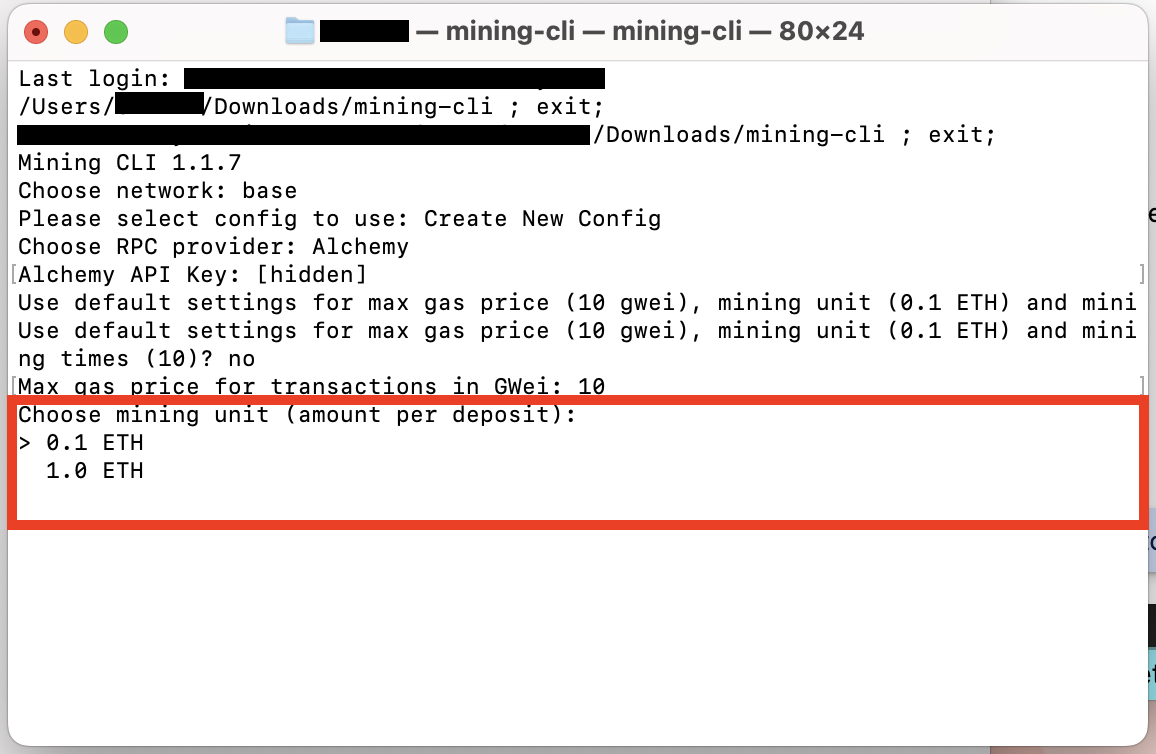 — mining-cli — mining-cli — 80×24
Last login:
/Users/ /Downloads/mining-cli ; exit;
/Downloads/mining-cli ; exit;
Mining CLI 1.1.7
Choose network: base
Please select config to use: Create New Config
Choose RPC provider: Alchemy
[Alchemy API Key: [hidden] ]
Use default settings for max gas price (10 gwei), mining unit (0.1 ETH) and mini
Use default settings for max gas price (10 gwei), mining unit (0.1 ETH) and mini
ng times (10)? no
[Max gas price for transactions in GWei: 10 ]
Choose mining unit (amount per deposit):
> 0.1 ETH
1.0 ETH